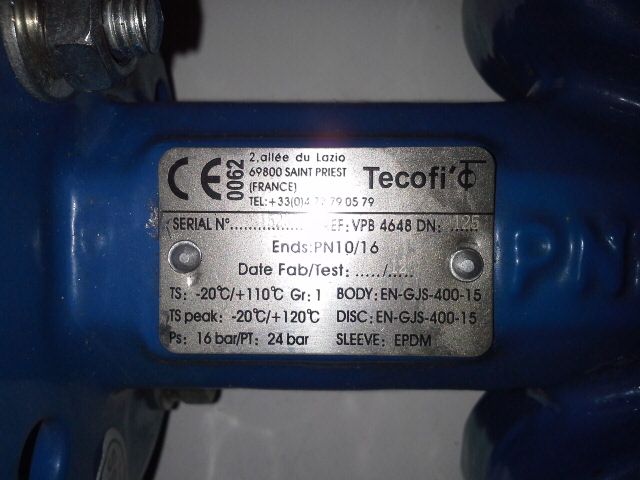 CE
0062
2,allée du Lazio
69800 SAINT PRIEST
(FRANCE)
Tecofi
SERIAL N° EF: VPB 4648 DN:
Ends:PN10/16
Date Fab/Test: ...../.....
TS: -20°C/+110°C Gr: 1 BODY: EN-GJS-400-15
TS peak: -20°C/+120°C DISC: EN-GJS-400-15
Ps: 16 bar/PT: 24 bar SLEEVE: EPDM
PN